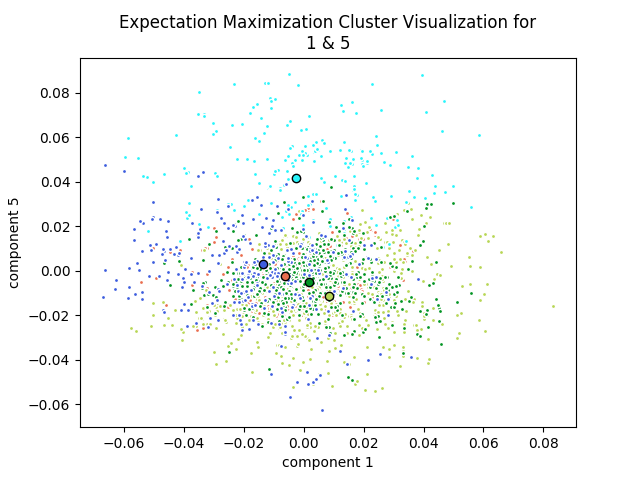 Expectation Maximization Cluster Visualization for
1 & 5
0.08
0.06
0.04
0.02
0.00
−0.02
−0.04
−0.06
component 5
−0.06 −0.04 −0.02 0.00 0.02 0.04 0.06 0.08
component 1